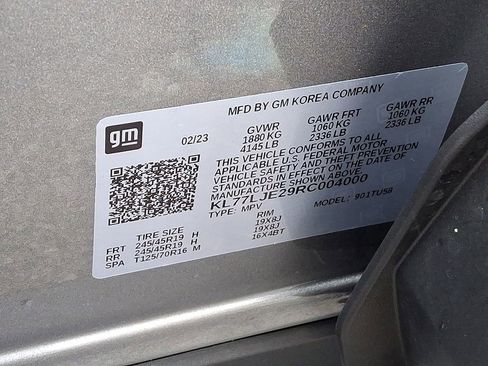 MFD BY GM KOREA COMPANY
gm
02/23
GVWR GAWR FRT GAWR RR
1880 KG 1060 KG 1060 KG
4145 LB 2336 LB 2336 LB
THIS VEHICLE CONFORMS TO ALL
APPLICABLE U.S. FEDERAL MOTOR
VEHICLE SAFETY AND THEFT PREVENTION
STANDARDS IN EFFECT ON THE DATE OF
MANUFACTURE SHOWN ABOVE.
KL77LJE29RC004000
TYPE: MPV MODEL: 901TU58
TIRE SIZE RIM
FRT 245/45R19 H 19X8J
RR 245/45R19 H 19X8J
SPA T125/70R16 M 16X4BT